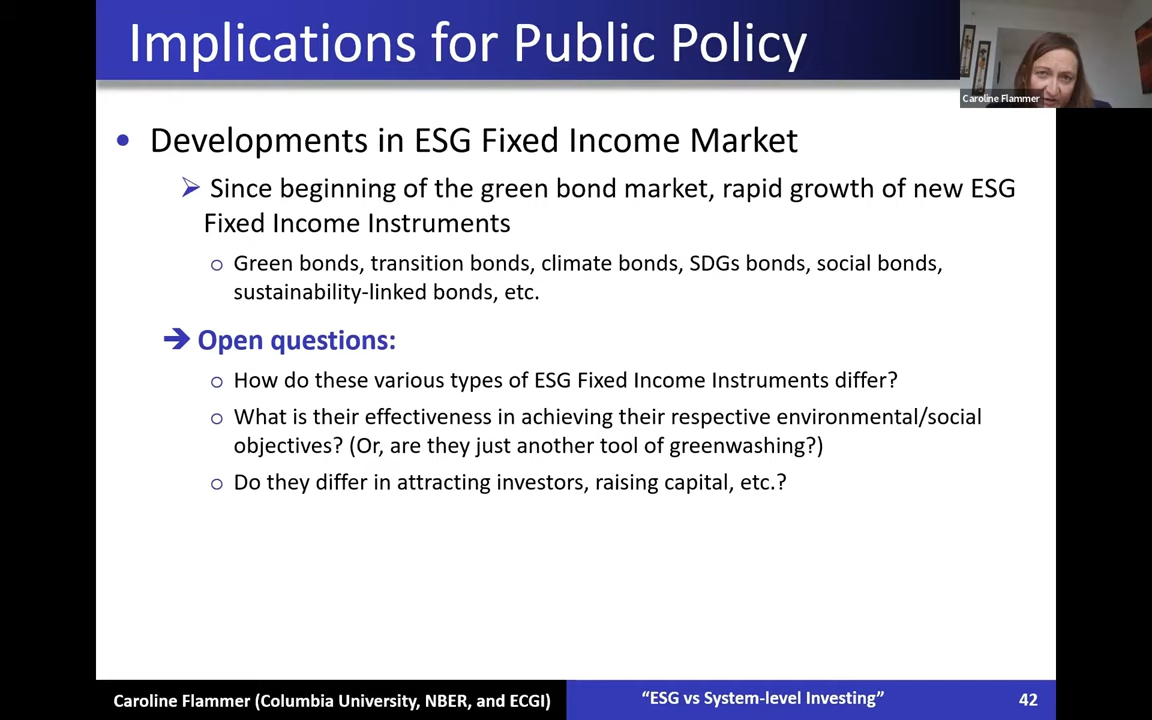 Implications for Public Policy
Caroline Flammer
• Developments in ESG Fixed Income Market
➢ Since beginning of the green bond market, rapid growth of new ESG
Fixed Income Instruments
o Green bonds, transition bonds, climate bonds, SDGs bonds, social bonds,
sustainability-linked bonds, etc.
➔ Open questions:
o How do these various types of ESG Fixed Income Instruments differ?
o What is their effectiveness in achieving their respective environmental/social
objectives? (Or, are they just another tool of greenwashing?)
o Do they differ in attracting investors, raising capital, etc.?
Caroline Flammer (Columbia University, NBER, and ECGI)
“ESG vs System-level Investing”
42